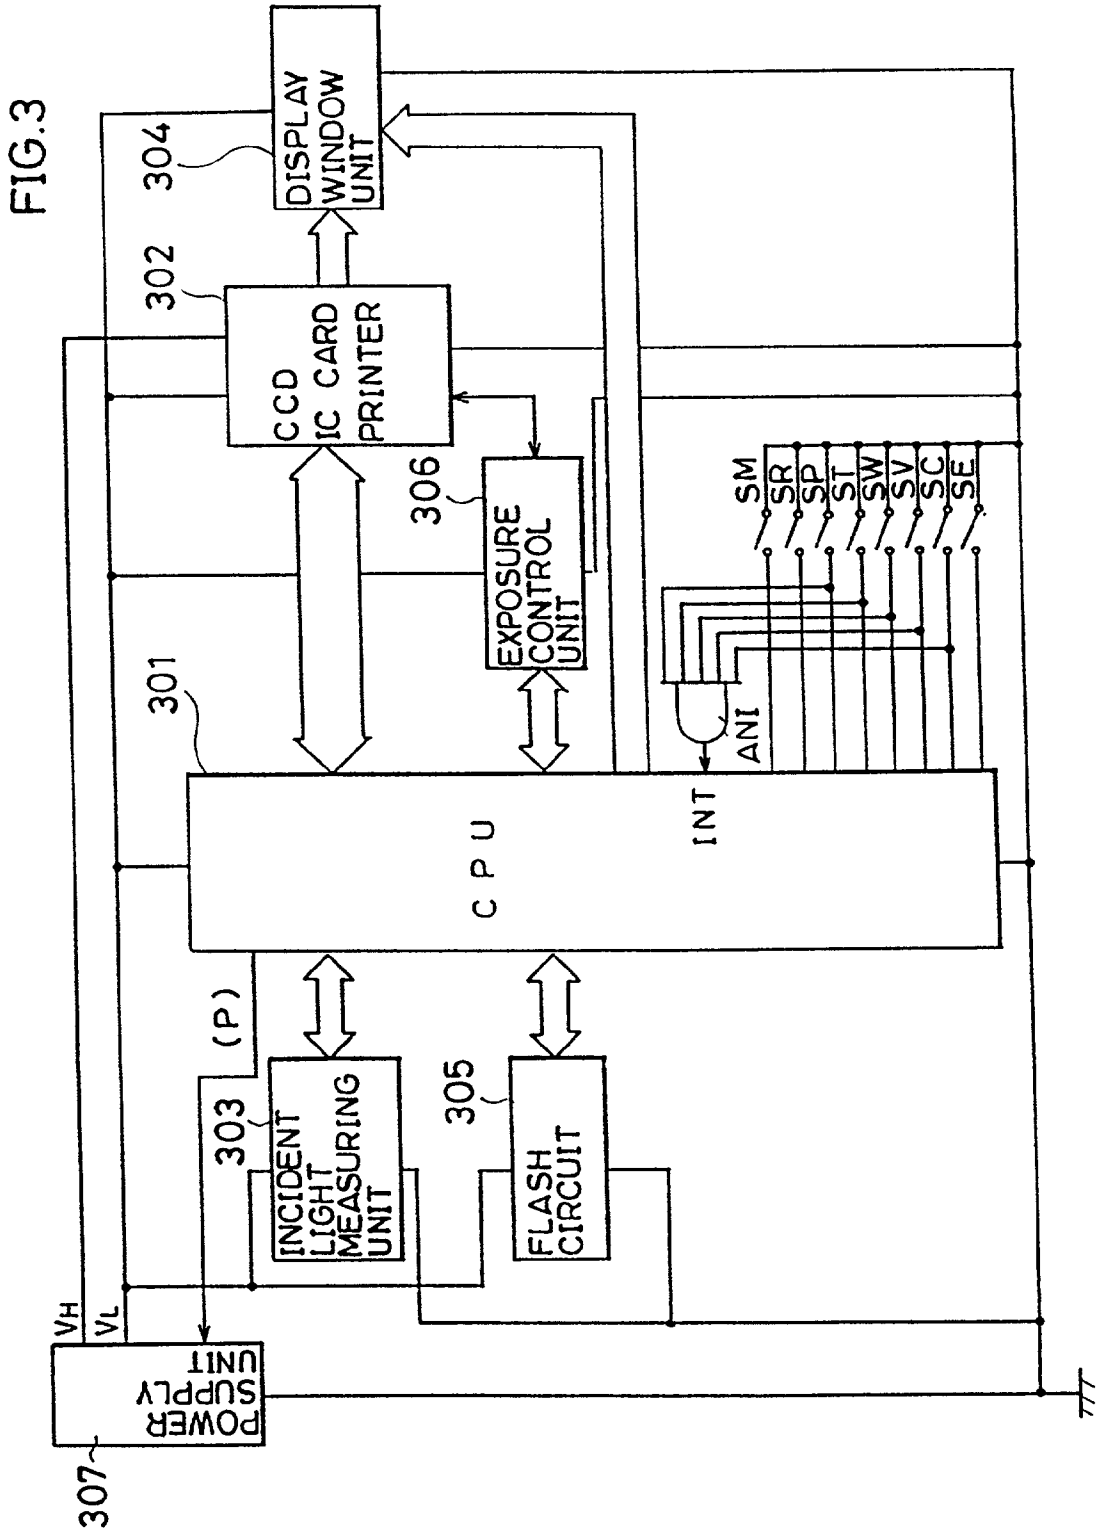 FIG.3
307
POWER
SUPPLY
UNIT
VH
VL
(P)
303
INCIDENT
LIGHT
MEASURING
UNIT
305
FLASH
CIRCUIT
301
CPU
INT
AN1
306
EXPOSURE
CONTROL
UNIT
302
CCD
IC CARD
PRINTER
304
DISPLAY
WINDOW
UNIT
SM
SR
SP
ST
SW
SV
SC
SE